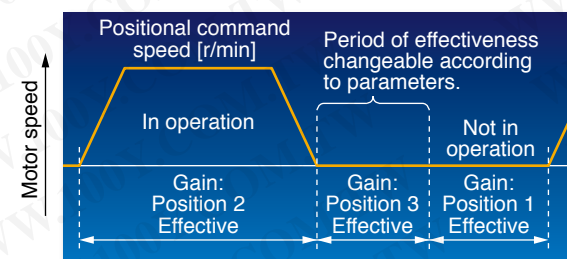 Positional command
speed [r/min]
Period of effectiveness
changeable according
to parameters.
Motor speed
In operation
Not in
operation
Gain:
Position 2
Effective
Gain:
Position 3
Effective
Gain:
Position 1
Effective